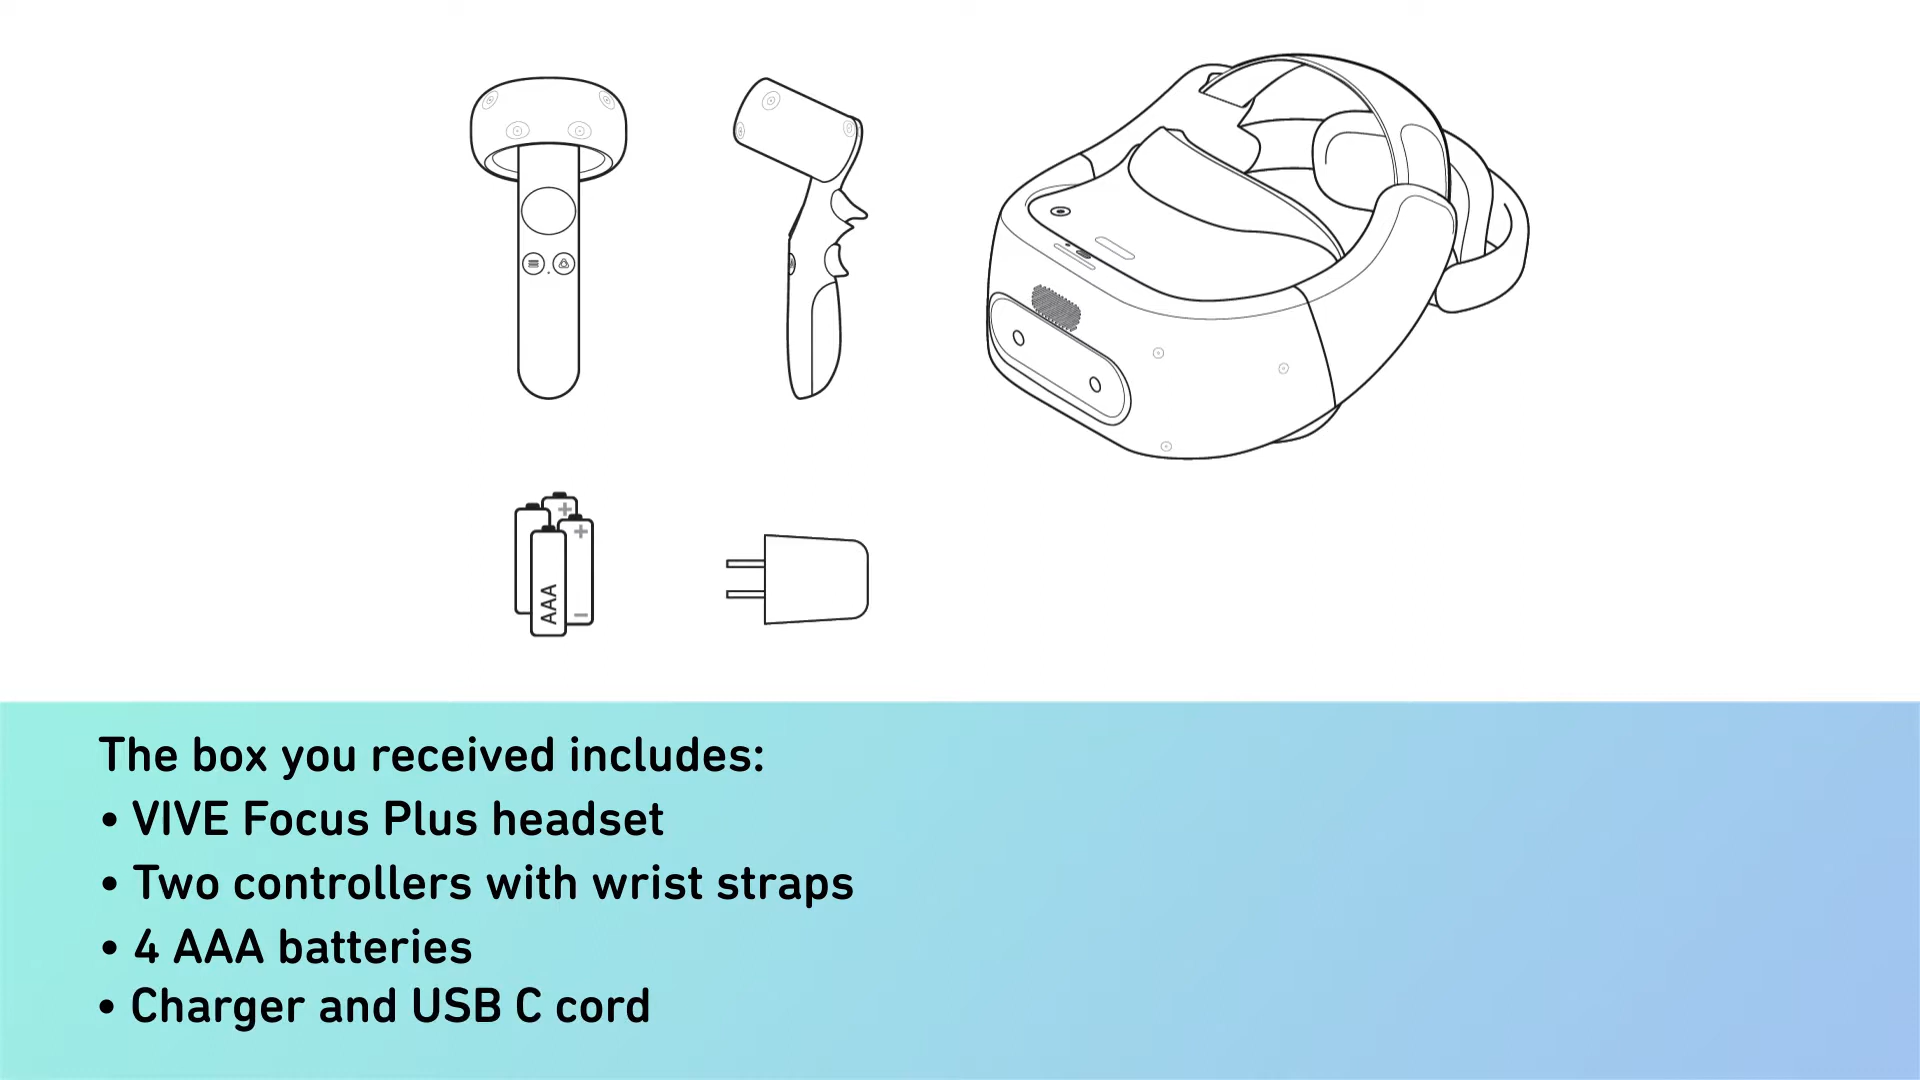 AAA
The box you received includes:
• VIVE Focus Plus headset
• Two controllers with wrist straps
• 4 AAA batteries
• Charger and USB C cord